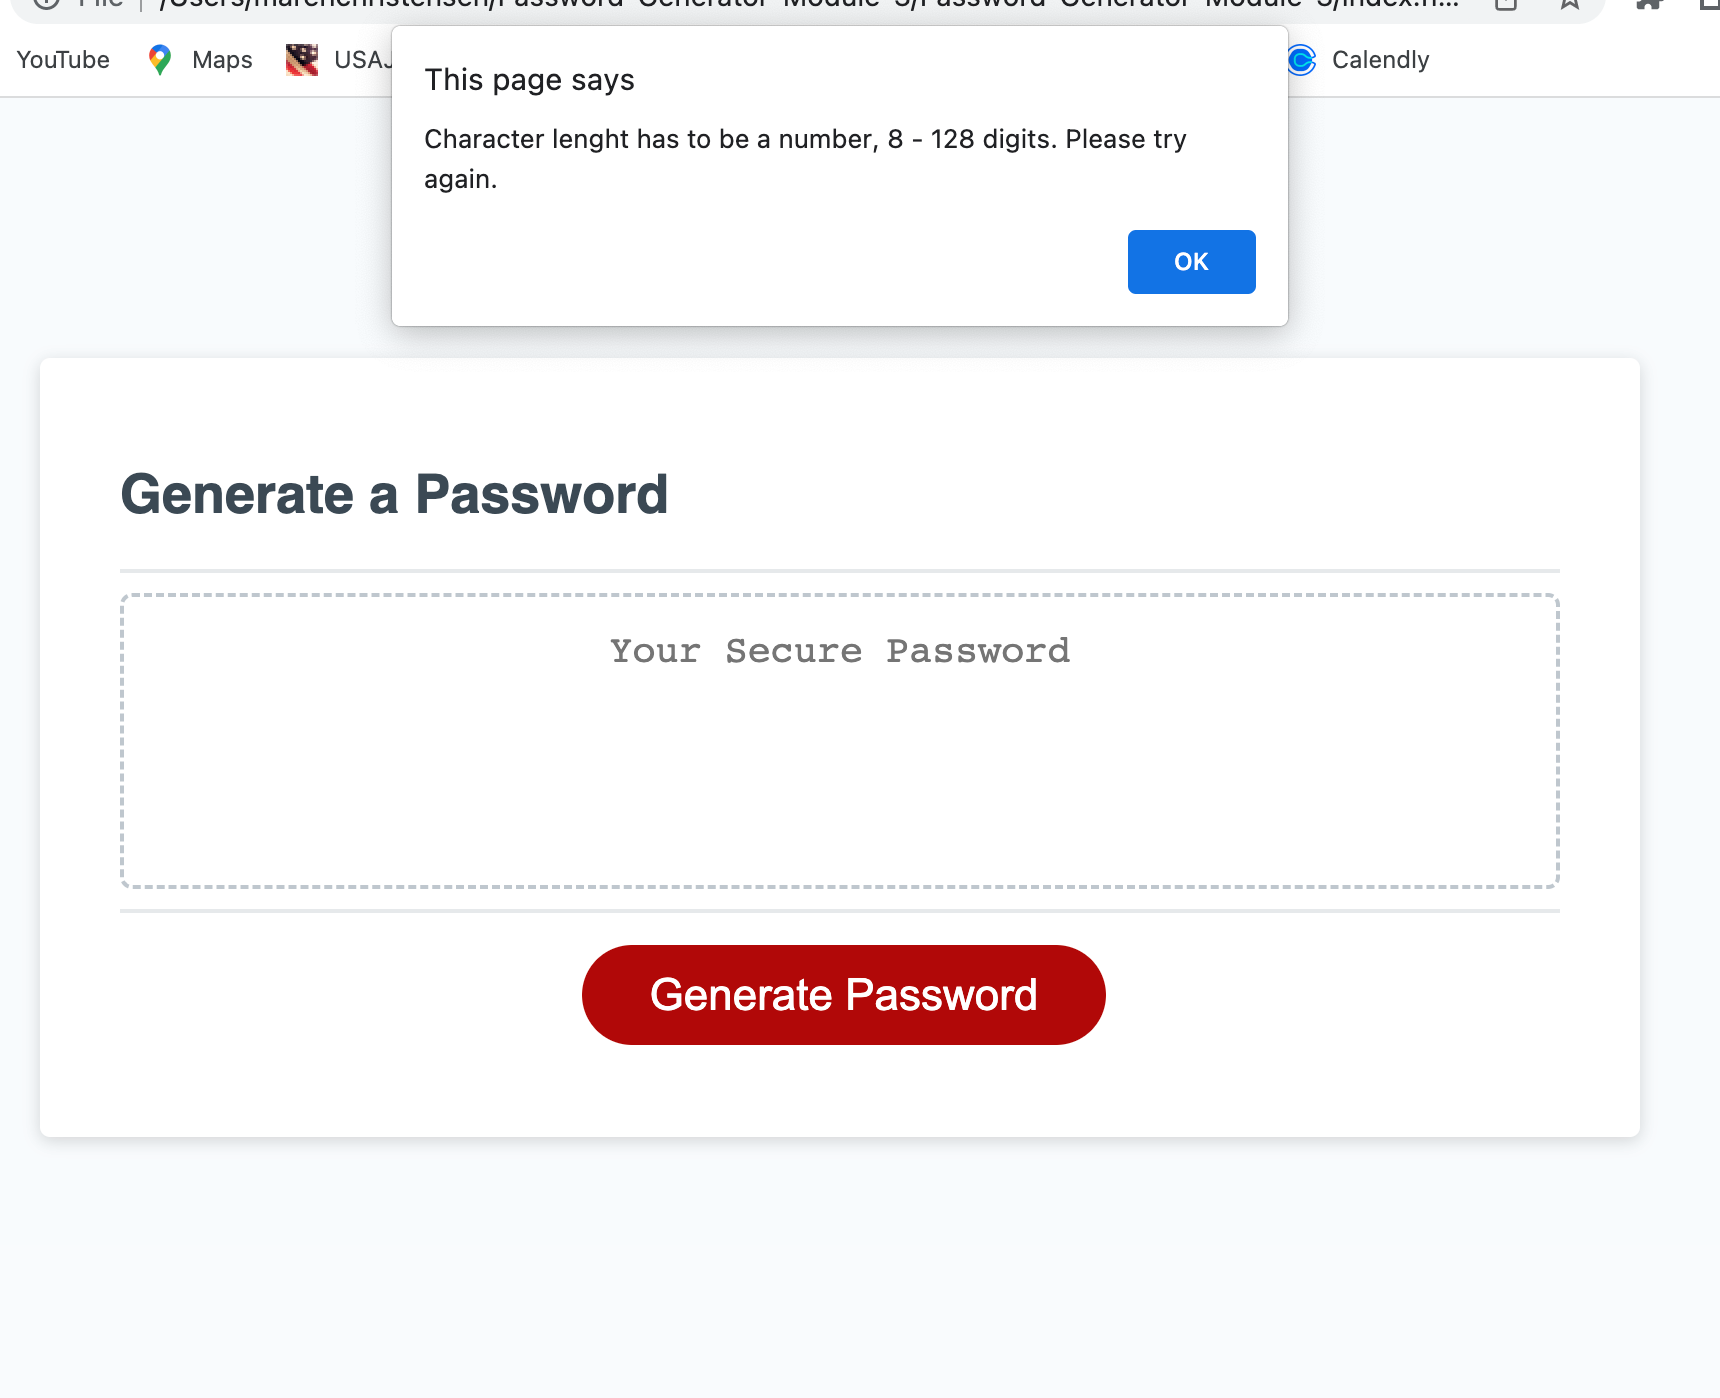 YouTube Maps USAJ Calendly
This page says
Character lenght has to be a number, 8 - 128 digits. Please try
again.
OK
Generate a Password
Your Secure Password
Generate Password